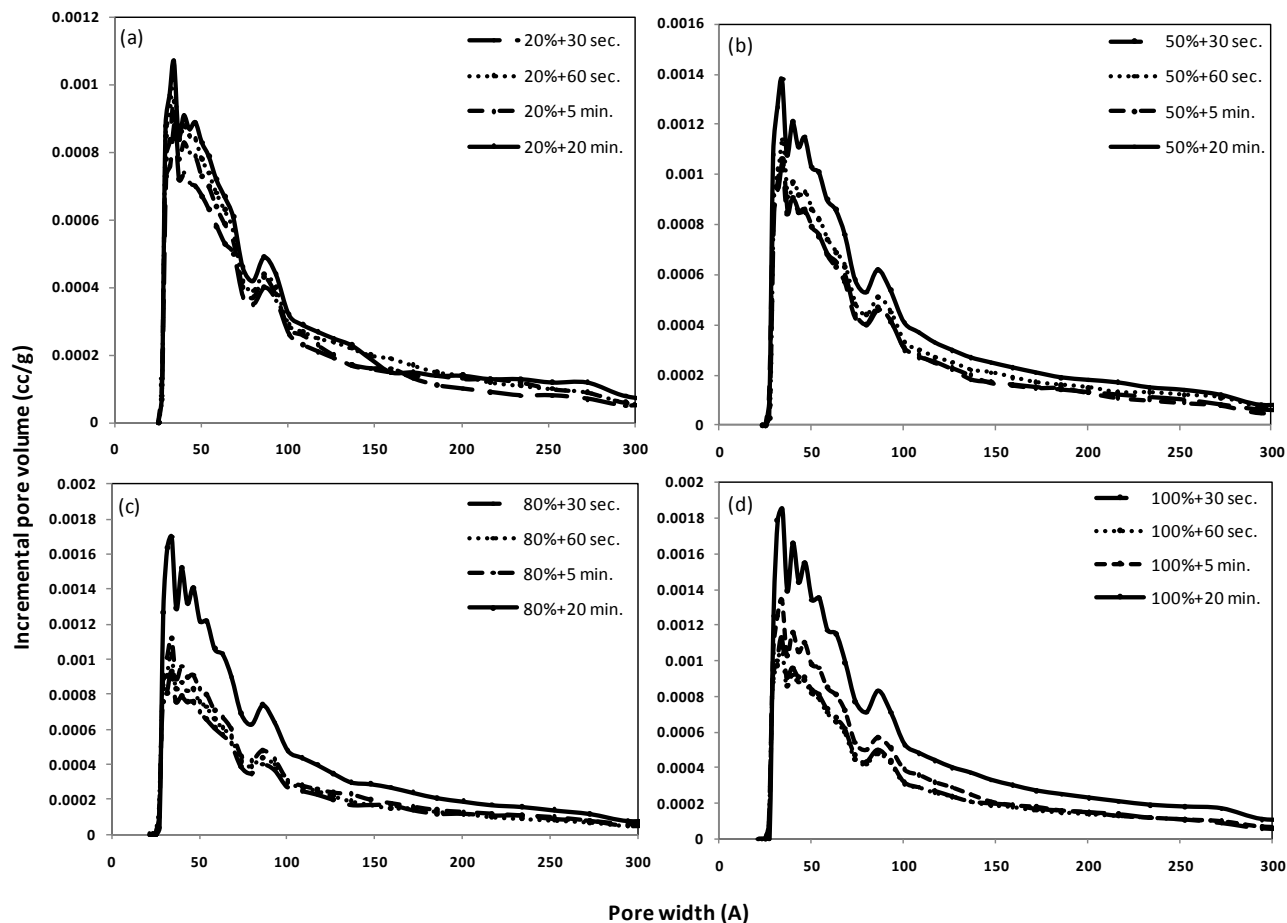 (a)
20%+30 sec.
20%+60 sec.
20%+5 min.
20%+20 min.
0.0012
0.001
0.0008
0.0006
0.0004
0.0002
0
0 50 100 150 200 250 300
(b)
50%+30 sec.
50%+60 sec.
50%+5 min.
50%+20 min.
0.0016
0.0014
0.0012
0.001
0.0008
0.0006
0.0004
0.0002
0
0 50 100 150 200 250 300
(c)
80%+30 sec.
80%+60 sec.
80%+5 min.
80%+20 min.
0.002
0.0018
0.0016
0.0014
0.0012
0.001
0.0008
0.0006
0.0004
0.0002
0
0 50 100 150 200 250 300
(d)
100%+30 sec.
100%+60 sec.
100%+5 min.
100%+20 min.
0.002
0.0018
0.0016
0.0014
0.0012
0.001
0.0008
0.0006
0.0004
0.0002
0
0 50 100 150 200 250 300
Incremental pore volume (cc/g)
Pore width (A)